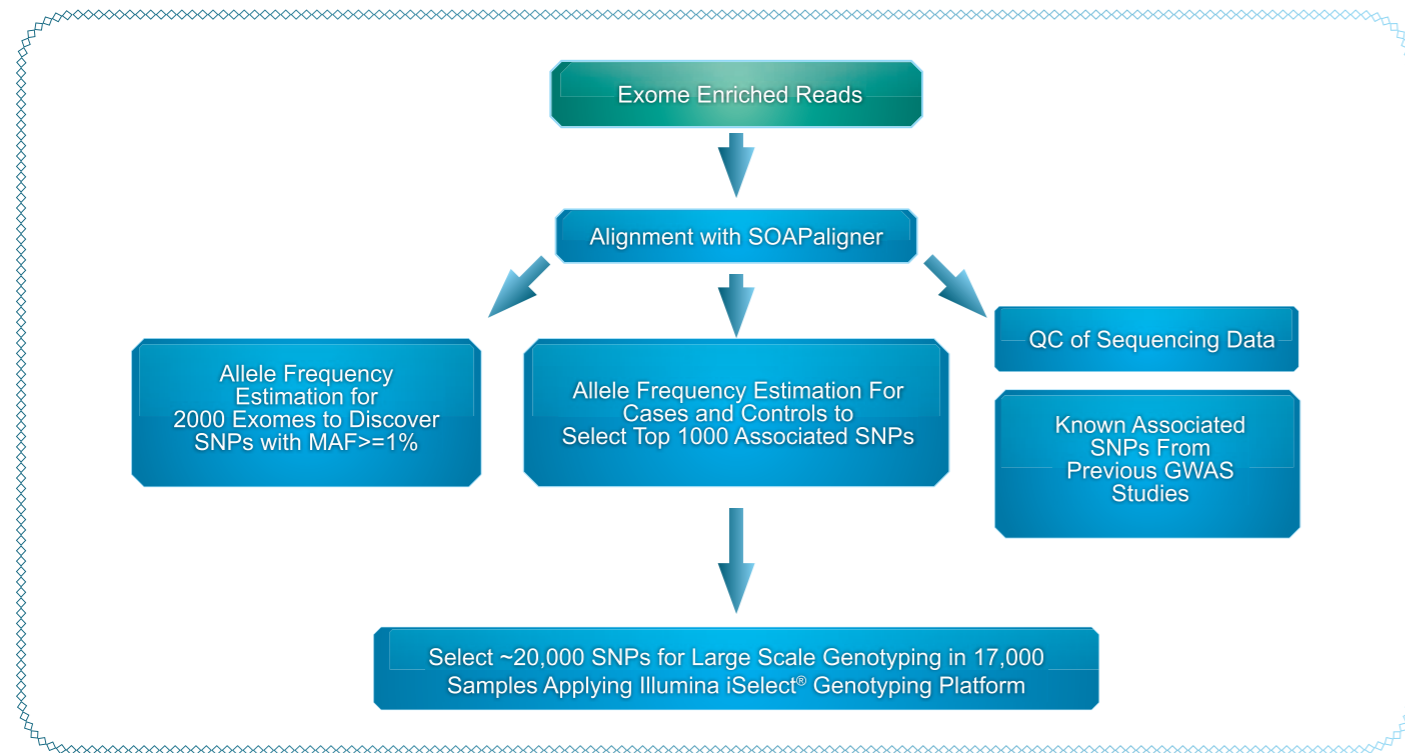 Exome Enriched Reads
Alignment with SOAPaligner
Allele Frequency
Estimation for
2000 Exomes to Discover
SNPs with MAF>=1%
Allele Frequency Estimation For
Cases and Controls to
Select Top 1000 Associated SNPs
QC of Sequencing Data
Known Associated
SNPs From
Previous GWAS
Studies
Select ~20,000 SNPs for Large Scale Genotyping in 17,000
Samples Applying Illumina iSelect® Genotyping Platform